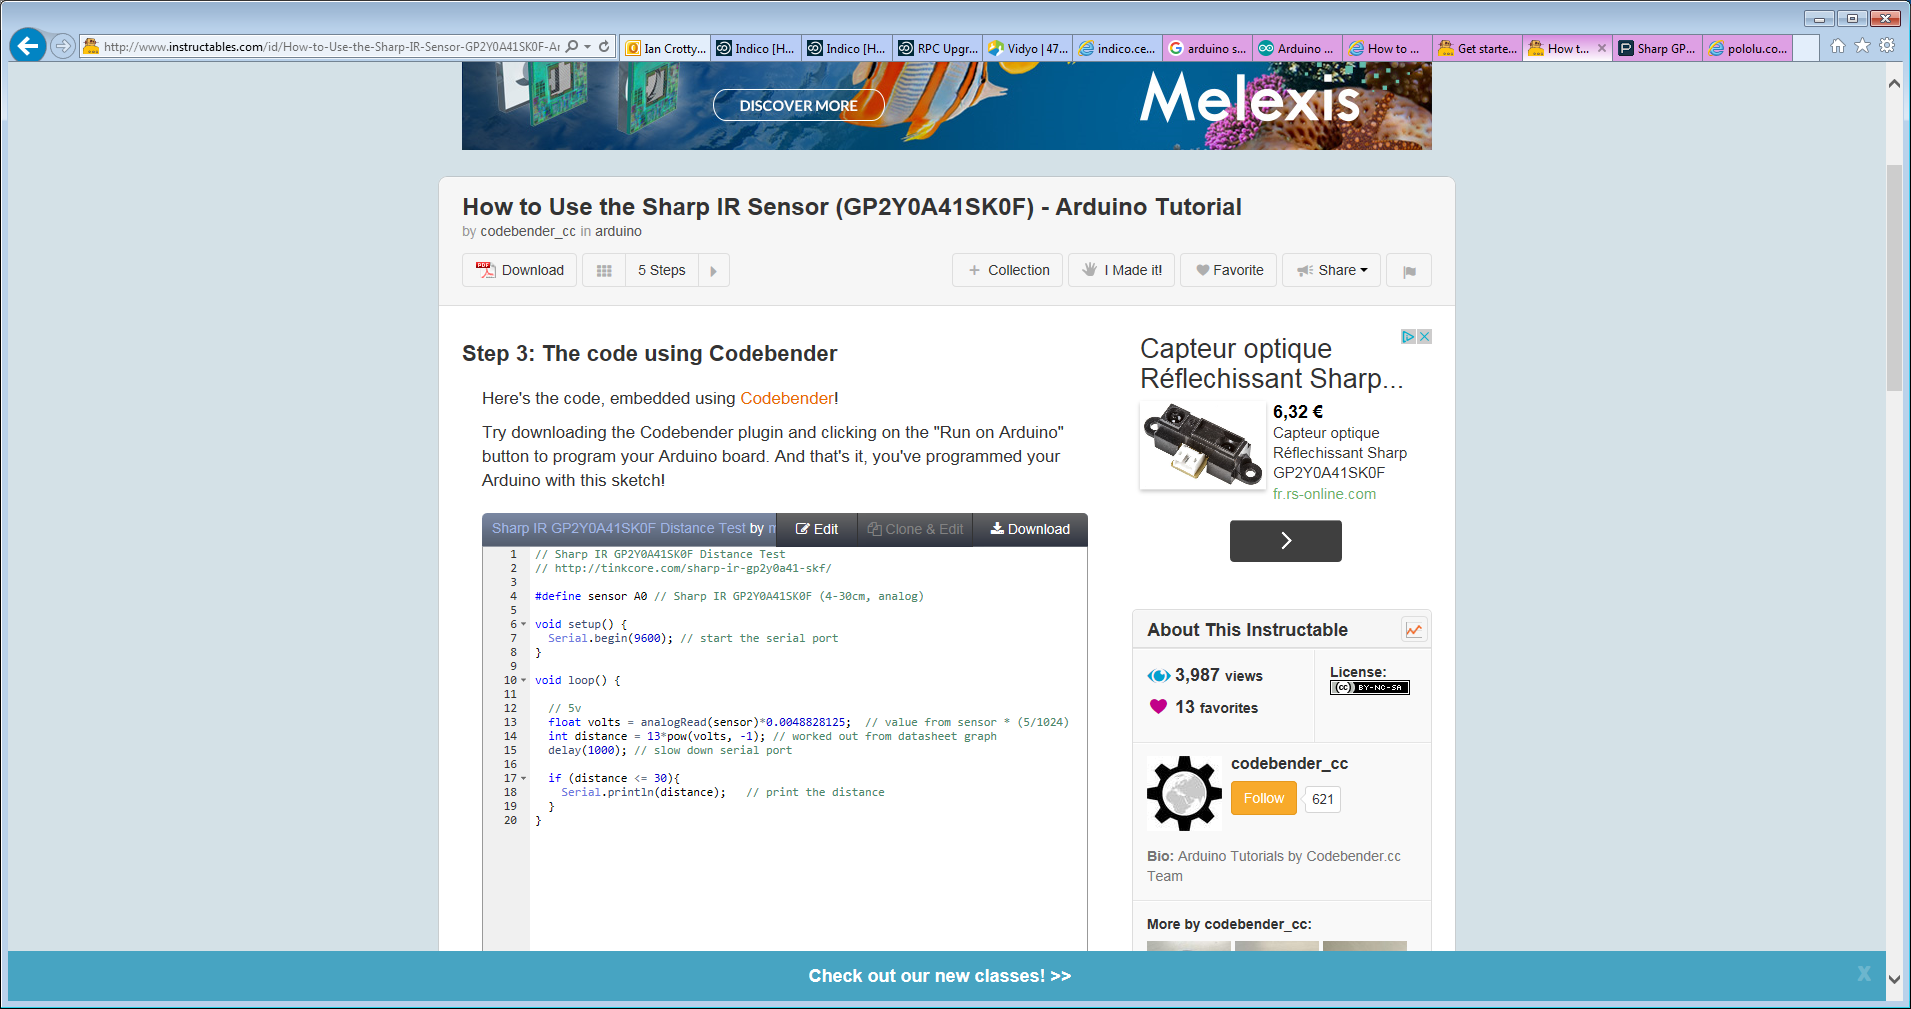 http://www.instructables.com/id/How-to-Use-the-Sharp-IR-Sensor-GP2Y0A41SK0F-Ar
Ian Crotty...
Indico [H...
Indico [H...
RPC Upgr...
Vidyo | 47...
indico.ce...
arduino s...
Arduino ...
How to ...
Get starte...
How t...
Sharp GP...
pololu.co...
DISCOVER MORE
Melexis
How to Use the Sharp IR Sensor (GP2Y0A41SK0F) - Arduino Tutorial
by codebender_cc in arduino
PDF Download
5 Steps
+ Collection
I Made it!
Favorite
Share
Step 3: The code using Codebender
Here's the code, embedded using Codebender!
Try downloading the Codebender plugin and clicking on the "Run on Arduino"
button to program your Arduino board. And that's it, you've programmed your
Arduino with this sketch!
Sharp IR GP2Y0A41SK0F Distance Test by m
Edit
Clone & Edit
Download
1 // Sharp IR GP2Y0A41SK0F Distance Test
2 // http://tinkcore.com/sharp-ir-gp2y0a41-skf/
3
4 #define sensor A0 // Sharp IR GP2Y0A41SK0F (4-30cm, analog)
5
6 void setup() {
7 Serial.begin(9600); // start the serial port
8 }
9
10 void loop() {
11
12 // 5v
13 float volts = analogRead(sensor)*0.0048828125; // value from sensor * (5/1024)
14 int distance = 13*pow(volts, -1); // worked out from datasheet graph
15 delay(1000); // slow down serial port
16
17 if (distance <= 30){
18 Serial.println(distance); // print the distance
19 }
20 }
Capteur optique
Réflechissant Sharp...
6,32 €
Capteur optique
Réflechissant Sharp
GP2Y0A41SK0F
fr.rs-online.com
About This Instructable
3,987 views
13 favorites
License:
cc BY-NC-SA
codebender_cc
Follow
621
Bio: Arduino Tutorials by Codebender.cc
Team
More by codebender_cc:
Check out our new classes! >>
X